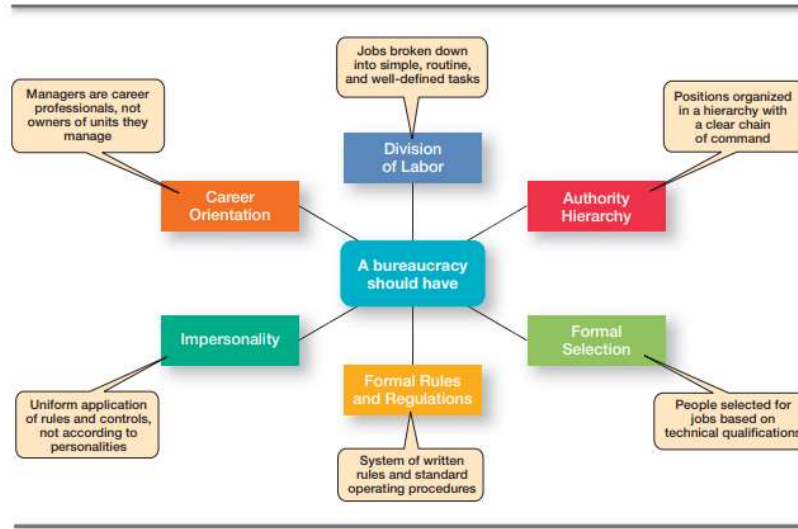 Jobs broken down
into simple, routine,
and well-defined tasks
Managers are career
professionals, not
owners of units they
manage
Positions organized
in a hierarchy with
a clear chain
of command
Division
of Labor
Career
Orientation
Authority
Hierarchy
A bureaucracy
should have
Impersonality
Formal
Selection
Formal Rules
and Regulations
Uniform application
of rules and controls,
not according to
personalities
People selected for
jobs based on
technical qualifications
System of written
rules and standard
operating procedures